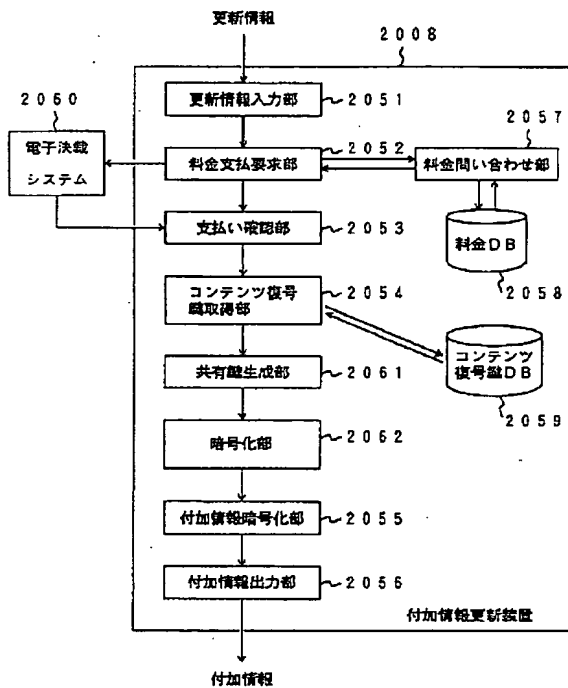 更新情報
2008
更新情報入力部
2051
2060
電子決裁
システム
料金支払要求部
2052
2057
料金問い合わせ部
支払い確認部
2053
料金DB
2058
コンテンツ復号
鍵取得部
2054
コンテンツ
復号鍵DB
2059
共有鍵生成部
2061
暗号化部
2062
付加情報暗号化部
2055
付加情報出力部
2056
付加情報更新装置
付加情報